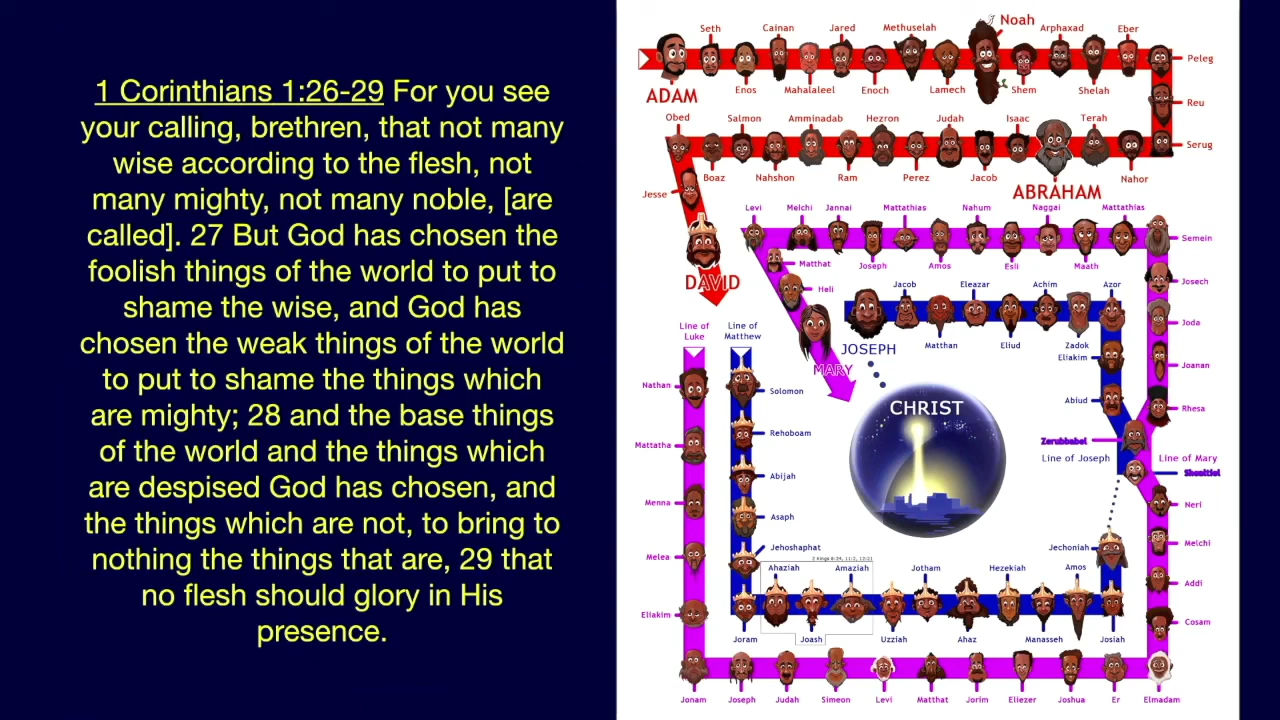 1 Corinthians 1:26-29 For you see
your calling, brethren, that not many
wise according to the flesh, not
many mighty, not many noble, [are
called]. 27 But God has chosen the
foolish things of the world to put to
shame the wise, and God has
chosen the weak things of the world
to put to shame the things which
are mighty; 28 and the base things
of the world and the things which
are despised God has chosen, and
the things which are not, to bring to
nothing the things that are, 29 that
no flesh should glory in His
presence.
Seth
Cainan
Jared
Methuselah
Noah
Arphaxad
Eber
Peleg
ADAM
Enos
Mahalaleel
Enoch
Lamech
Shem
Shelah
Reu
Obed
Salmon
Amminadab
Hezron
Judah
Isaac
Terah
Serug
Jesse
Boaz
Nahshon
Ram
Perez
Jacob
ABRAHAM
Nahor
DAVID
Levi
Melchi
Jannai
Mattathias
Nahum
Naggai
Mattathias
Semein
Matthat
Joseph
Amos
Esli
Maath
Josech
Heli
Jacob
Eleazar
Achim
Azor
Joda
JOSEPH
Matthan
Eliud
Zadok
Eliakim
Joanan
MARY
Abiud
Rhesa
Line of
Luke
Line of
Matthew
Nathan
Solomon
CHRIST
Zerubbabel
Mattatha
Rehoboam
Line of Joseph
Line of Mary
Shealtiel
Menna
Abijah
Neri
Asaph
Melea
Jehoshaphat
Jechoniah
Melchi
2 Kings 8:24, 11:2, 12:21
Ahaziah
Amaziah
Jotham
Hezekiah
Amos
Addi
Eliakim
Cosam
Joram
Joash
Uzziah
Ahaz
Manasseh
Josiah
Jonam
Joseph
Judah
Simeon
Levi
Matthat
Jorim
Eliezer
Joshua
Er
Elmadam